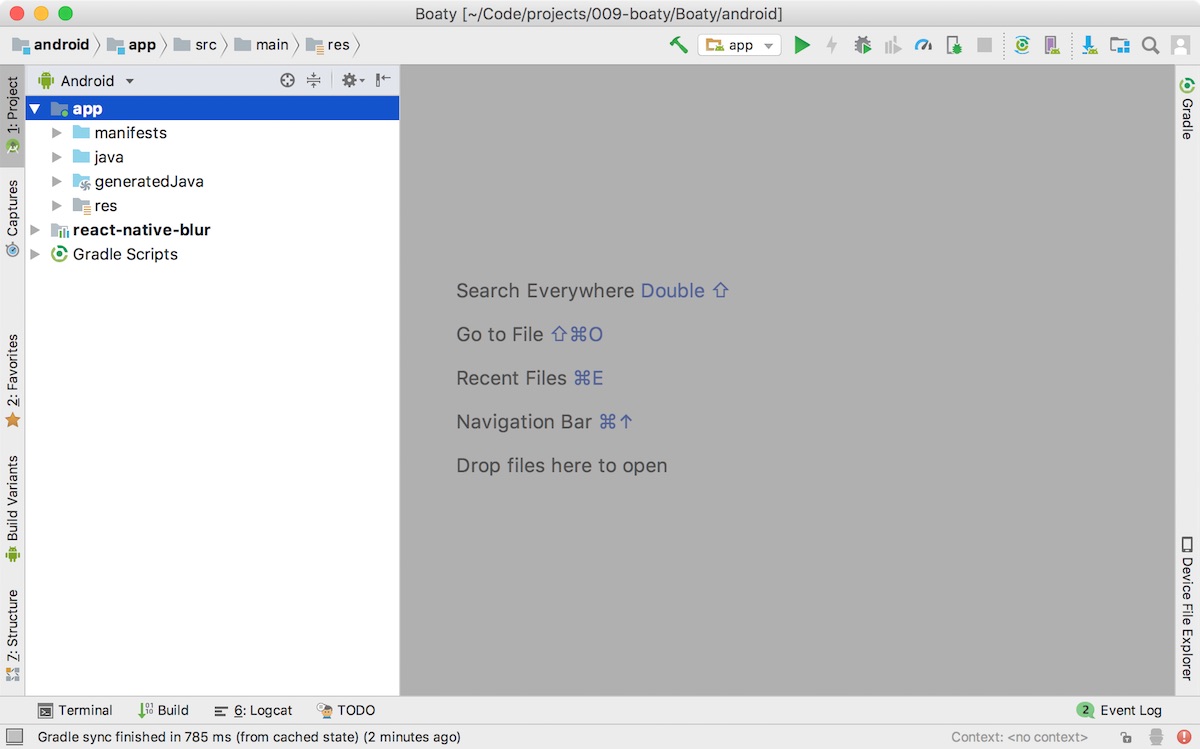 Boaty [~/Code/projects/009-boaty/Boaty/android]
android app src main res
app
1: Project
Captures
2: Favorites
Build Variants
7: Structure
Android
app
manifests
java
generatedJava
res
react-native-blur
Gradle Scripts
Search Everywhere Double ⇧
Go to File ⇧⌘O
Recent Files ⌘E
Navigation Bar ⌘↑
Drop files here to open
Gradle
Device File Explorer
Terminal Build 6: Logcat TODO 2 Event Log
Gradle sync finished in 785 ms (from cached state) (2 minutes ago) Context: <no context>